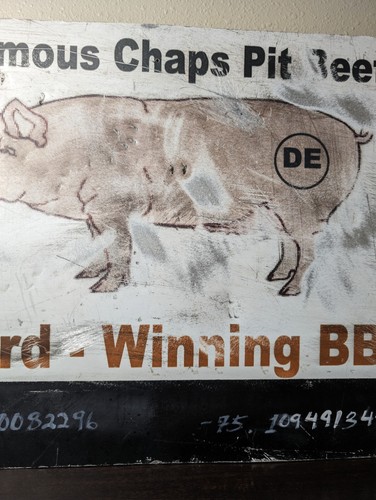 mous Chaps Pit Beef
DE
rd - Winning BB
0082296 -75. 10949134